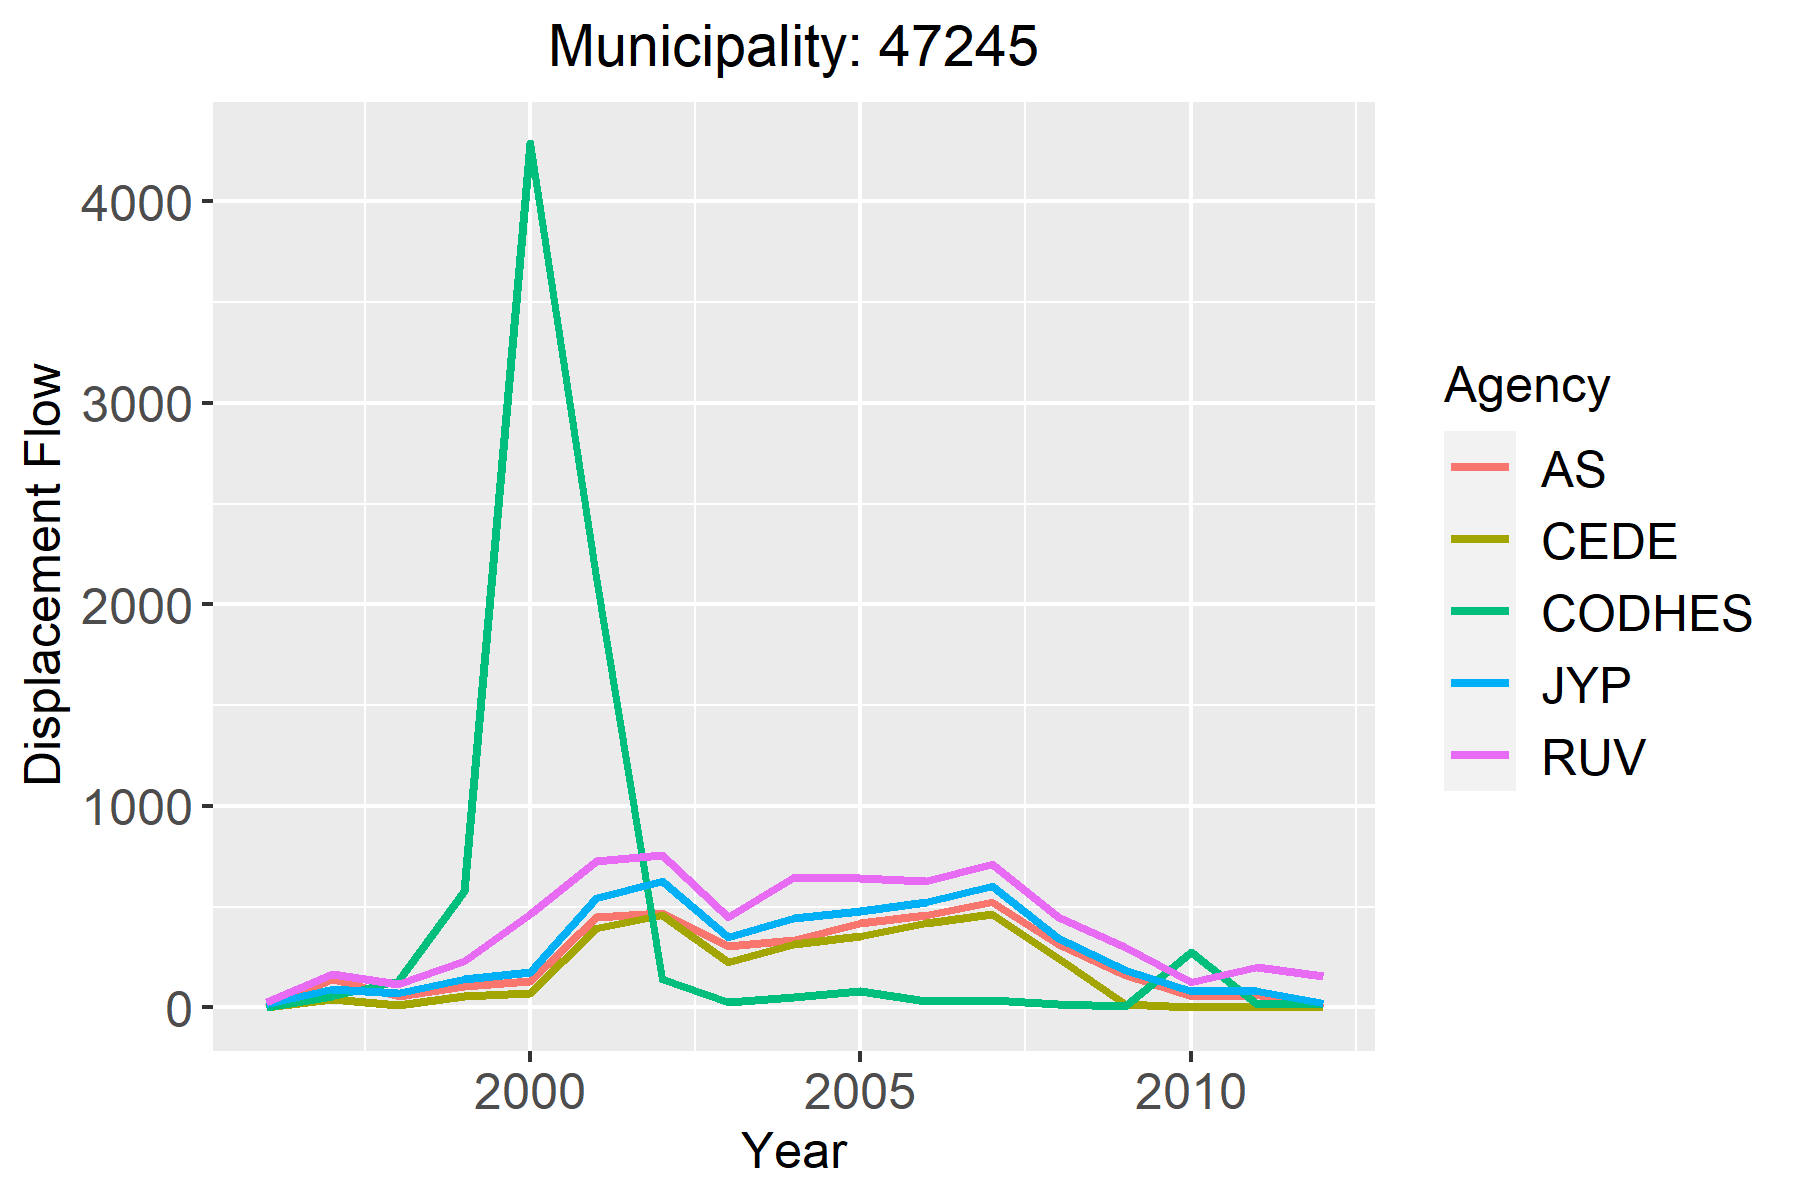 Municipality: 47245
Displacement Flow
4000
3000
2000
1000
0
2000 2005 2010
Year
Agency
AS
CEDE
CODHES
JYP
RUV